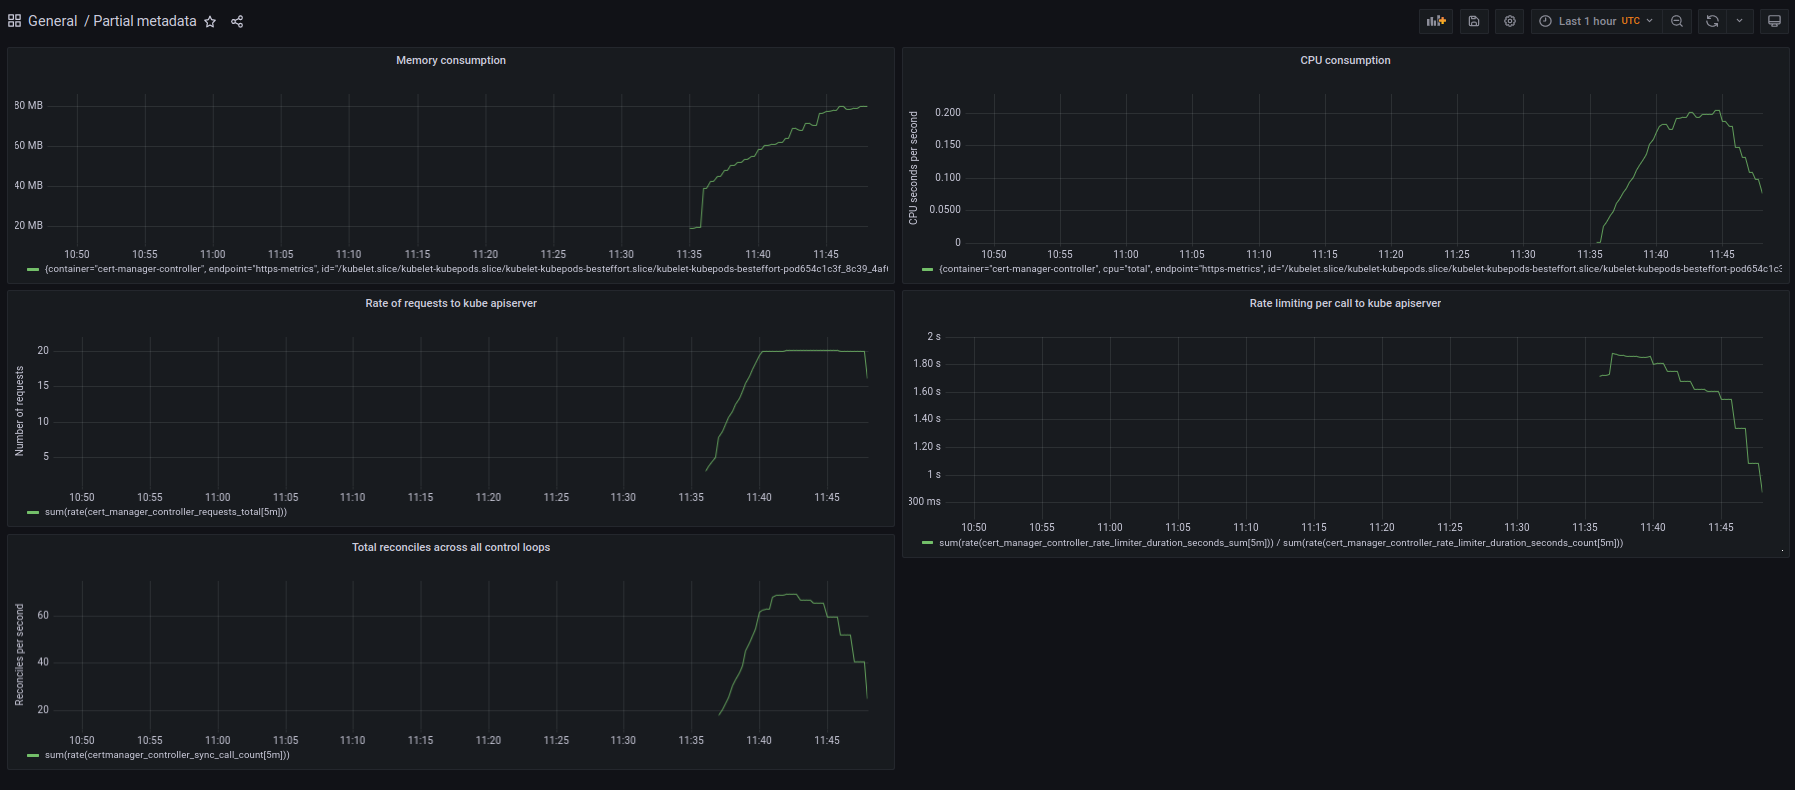 General / Partial metadata
Last 1 hour UTC
Memory consumption
80 MB
60 MB
40 MB
20 MB
10:50 10:55 11:00 11:05 11:10 11:15 11:20 11:25 11:30 11:35 11:40 11:45
{container="cert-manager-controller", endpoint="https-metrics", id="/kubelet.slice/kubelet-kubepods.slice/kubelet-kubepods-besteffort.slice/kubelet-kubepods-besteffort-pod654c1c3f_8c39_4af
CPU consumption
CPU seconds per second
0.200
0.150
0.100
0.0500
0
10:50 10:55 11:00 11:05 11:10 11:15 11:20 11:25 11:30 11:35 11:40 11:45
{container="cert-manager-controller", cpu="total", endpoint="https-metrics", id="/kubelet.slice/kubelet-kubepods.slice/kubelet-kubepods-besteffort.slice/kubelet-kubepods-besteffort-pod654c1c3
Rate of requests to kube apiserver
Number of requests
20
15
10
5
10:50 10:55 11:00 11:05 11:10 11:15 11:20 11:25 11:30 11:35 11:40 11:45
sum(rate(cert_manager_controller_requests_total[5m]))
Rate limiting per call to kube apiserver
2 s
1.80 s
1.60 s
1.40 s
1.20 s
1 s
800 ms
10:50 10:55 11:00 11:05 11:10 11:15 11:20 11:25 11:30 11:35 11:40 11:45
sum(rate(cert_manager_controller_rate_limiter_duration_seconds_sum[5m])) / sum(rate(cert_manager_controller_rate_limiter_duration_seconds_count[5m]))
Total reconciles across all control loops
Reconciles per second
60
40
20
10:50 10:55 11:00 11:05 11:10 11:15 11:20 11:25 11:30 11:35 11:40 11:45
sum(rate(certmanager_controller_sync_call_count[5m]))